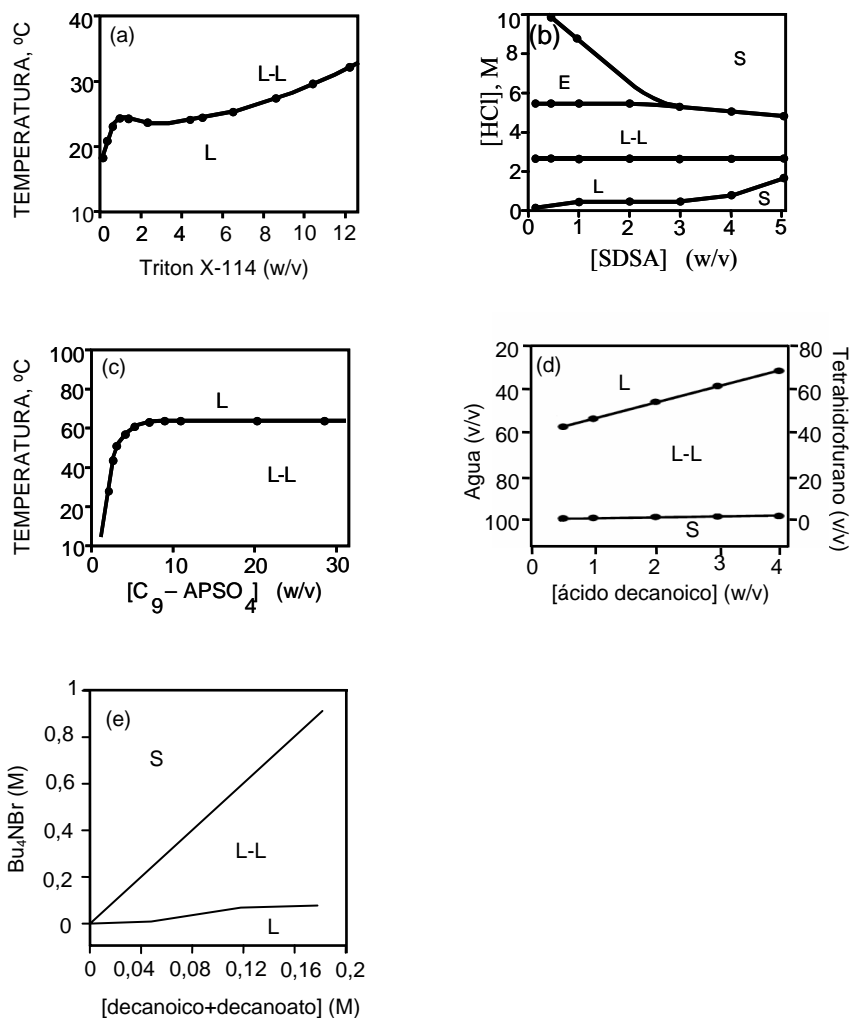 (a)
TEMPERATURA, ºC
40
30
20
10
L-L
L
0 2 4 6 8 10 12
Triton X-114 (w/v)
(b)
[HCl], M
10
8
6
4
2
0
S
E
L-L
L
S
0 1 2 3 4 5
[SDSA] (w/v)
(c)
TEMPERATURA, ºC
100
80
60
40
20
10
L
L-L
0 10 20 30
[C9– APSO4] (w/v)
(d)
Agua (v/v)
20
40
60
80
100
L
L-L
S
80
60
40
20
0
Tetrahidrofurano (v/v)
0 1 2 3 4
[ácido decanoico] (w/v)
(e)
Bu4NBr (M)
1
0,8
0,6
0,4
0,2
0
S
L-L
L
0 0,04 0,08 0,12 0,16 0,2
[decanoico+decanoato] (M)